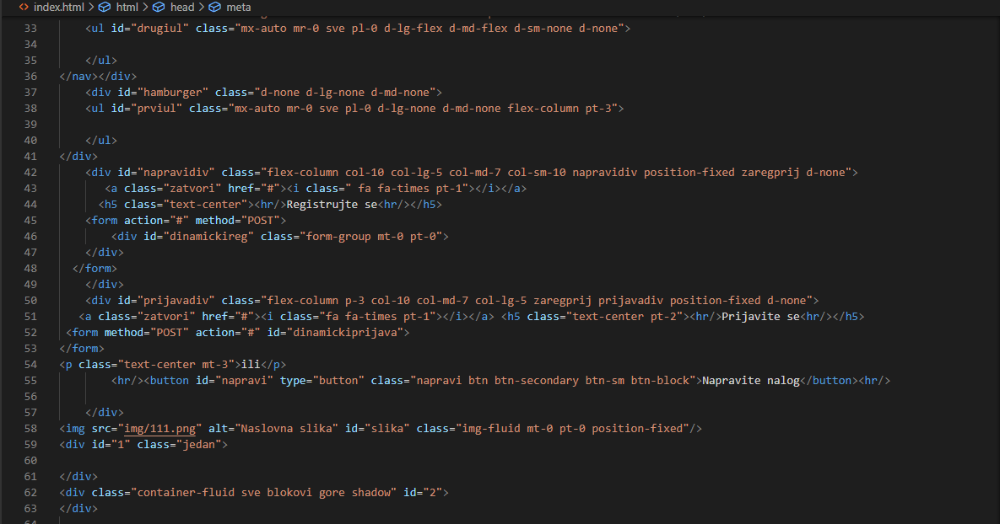 index.html > html > head > meta
33 <ul id="drugiul" class="mx-auto mr-0 sve pl-0 d-lg-flex d-md-flex d-sm-none d-none">
34
35 </ul>
36 </nav></div>
37 <div id="hamburger" class="d-none d-lg-none d-md-none">
38 <ul id="prviul" class="mx-auto mr-0 sve pl-0 d-lg-none d-md-none flex-column pt-3">
39
40 </ul>
41 </div>
42 <div id="napravidiv" class="flex-column col-10 col-lg-5 col-md-7 col-sm-10 napravidiv position-fixed zaregprij d-none">
43 <a class="zatvori" href="#"><i class=" fa fa-times pt-1"></i></a>
44 <h5 class="text-center"><hr/>Registrujte se<hr/></h5>
45 <form action="#" method="POST">
46 <div id="dinamickireg" class="form-group mt-0 pt-0">
47 </div>
48 </form>
49 </div>
50 <div id="prijavadiv" class="flex-column p-3 col-10 col-md-7 col-lg-5 zaregprij prijavadiv position-fixed d-none">
51 <a class="zatvori" href="#"><i class="fa fa-times pt-1"></i></a> <h5 class="text-center pt-2"><hr/>Prijavite se<hr/></h5>
52 <form method="POST" action="#" id="dinamickiprijava">
53 </form>
54 <p class="text-center mt-3">ili</p>
55 <hr/><button id="napravi" type="button" class="napravi btn btn-secondary btn-sm btn-block">Napravite nalog</button><hr/>
56
57 </div>
58 <img src="img/111.png" alt="Naslovna slika" id="slika" class="img-fluid mt-0 pt-0 position-fixed"/>
59 <div id="1" class="jedan">
60
61 </div>
62 <div class="container-fluid sve blokovi gore shadow" id="2">
63 </div>